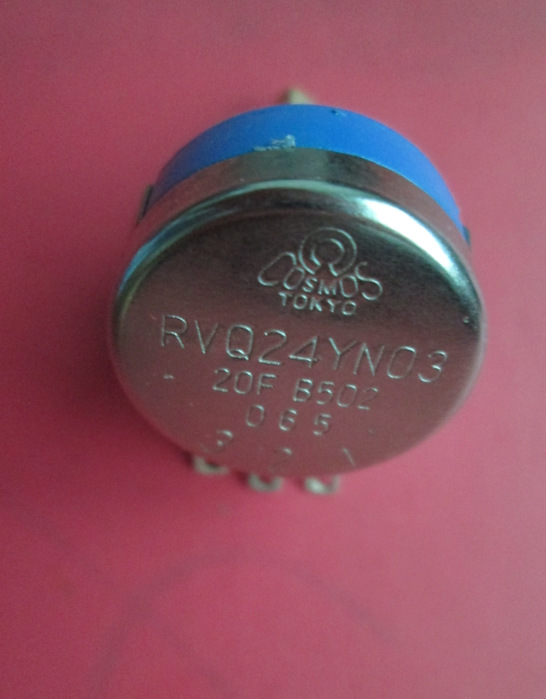 COSMOS
TOKYO
RVQ24YN03
20F B502
065
3 2 1